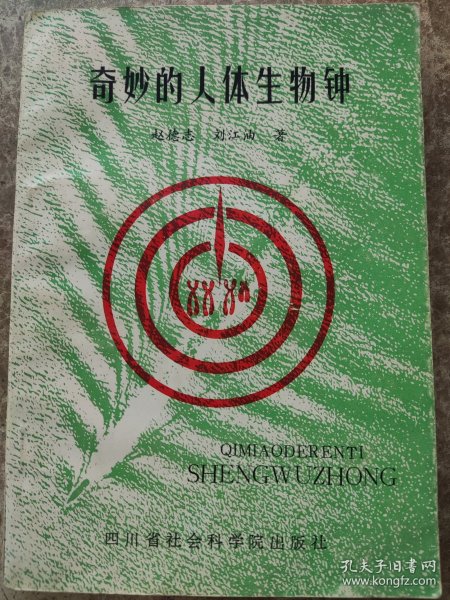 奇妙的人体生物钟
赵德志 刘江油 著
QIMIAODERENTI
SHENGWUZHONG
四川省社会科学院出版社
孔夫子旧书网
www.kongfz.com